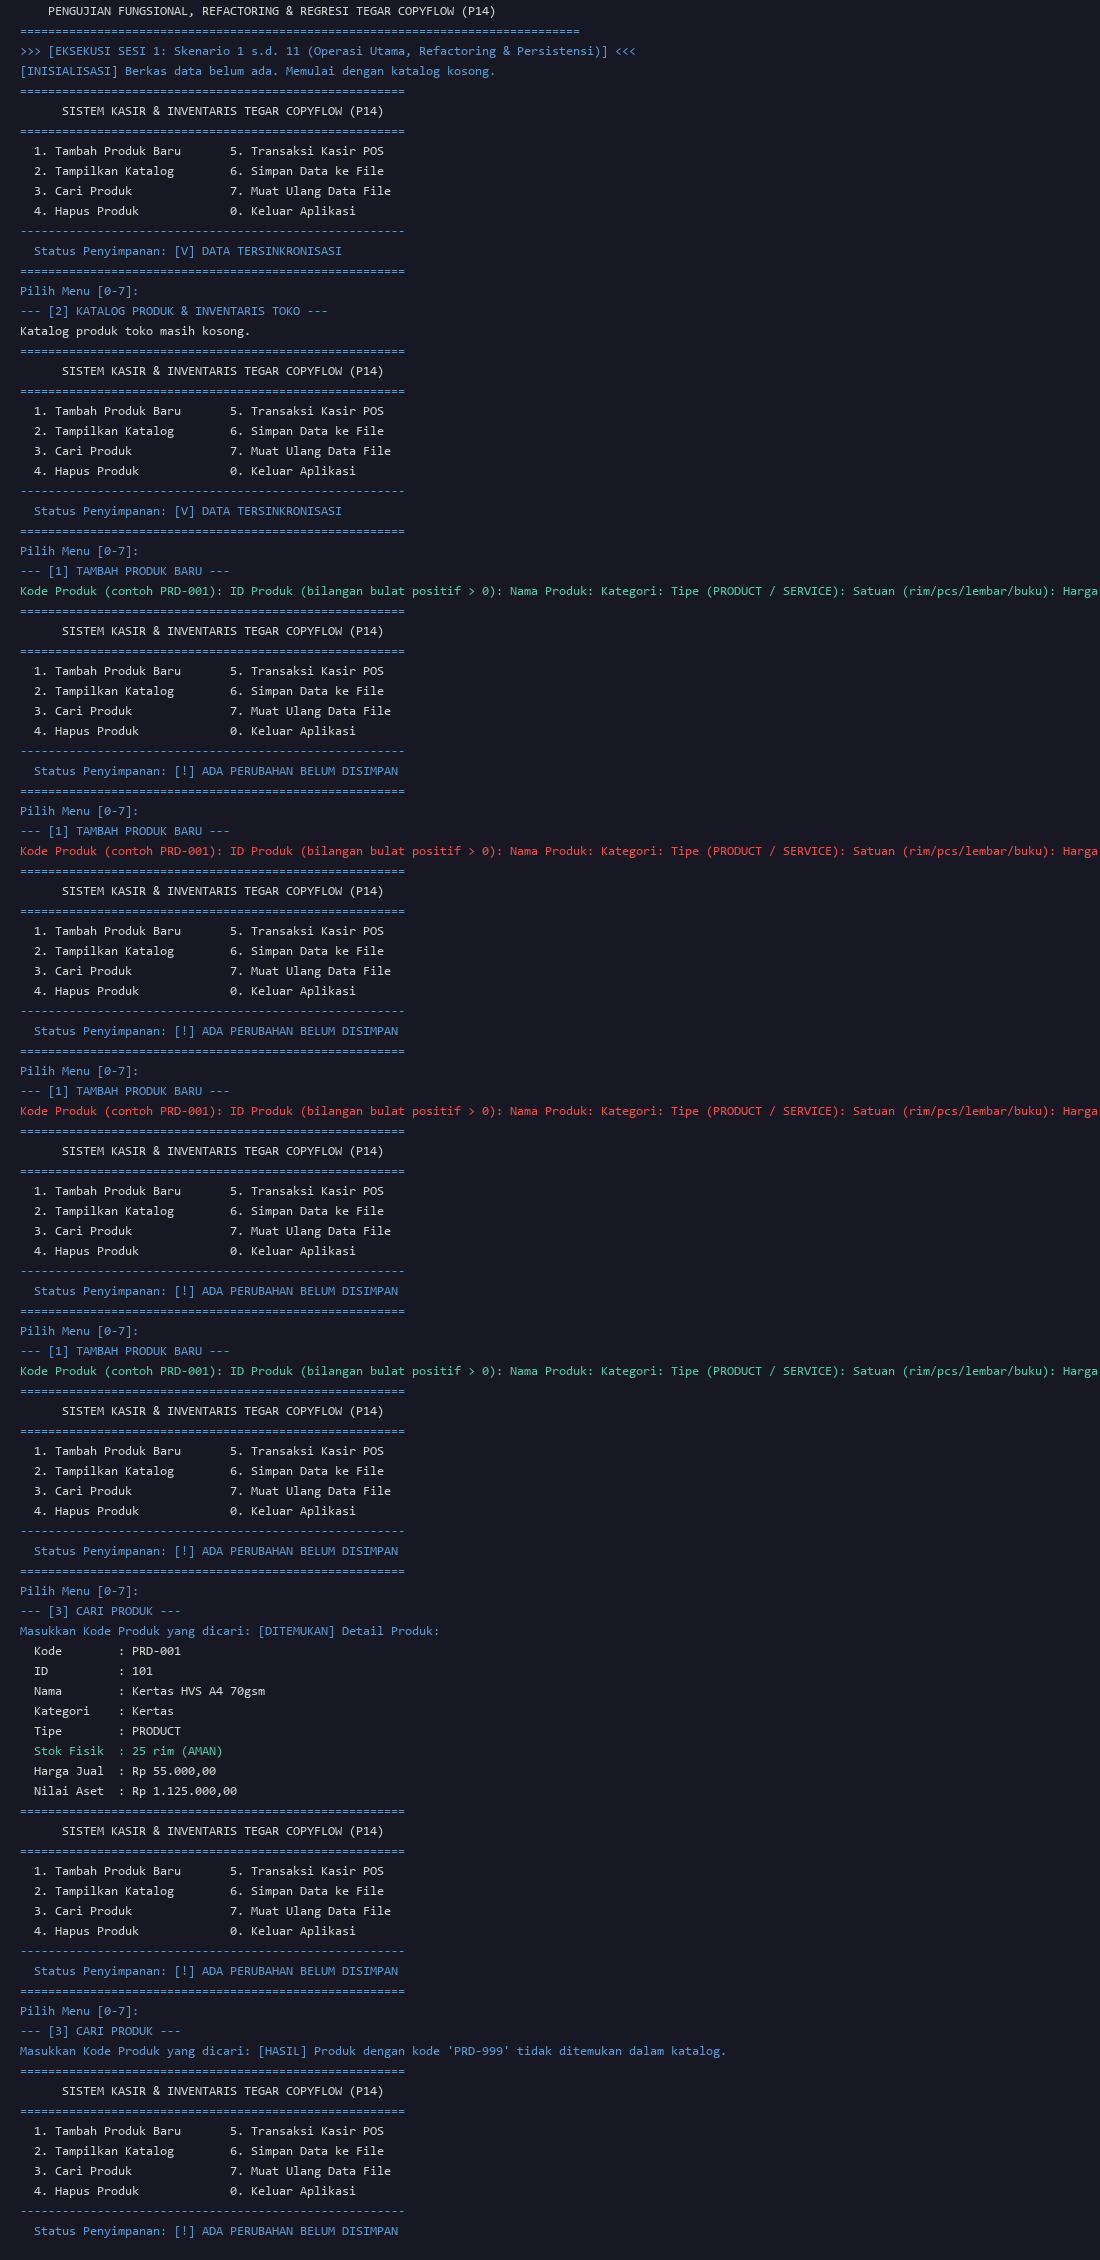 PENGUJIAN FUNGSIONAL, REFACTORING & REGRESI TEGAR COPYFLOW (P14)
================================================================================
>>> [EKSEKUSI SESI 1: Skenario 1 s.d. 11 (Operasi Utama, Refactoring & Persistensi)] <<<
[INISIALISASI] Berkas data belum ada. Memulai dengan katalog kosong.
=======================================================
SISTEM KASIR & INVENTARIS TEGAR COPYFLOW (P14)
=======================================================
1. Tambah Produk Baru       5. Transaksi Kasir POS
2. Tampilkan Katalog        6. Simpan Data ke File
3. Cari Produk              7. Muat Ulang Data File
4. Hapus Produk             0. Keluar Aplikasi
-------------------------------------------------------
Status Penyimpanan: [V] DATA TERSINKRONISASI
=======================================================
Pilih Menu [0-7]:
--- [2] KATALOG PRODUK & INVENTARIS TOKO ---
Katalog produk toko masih kosong.
=======================================================
SISTEM KASIR & INVENTARIS TEGAR COPYFLOW (P14)
=======================================================
1. Tambah Produk Baru       5. Transaksi Kasir POS
2. Tampilkan Katalog        6. Simpan Data ke File
3. Cari Produk              7. Muat Ulang Data File
4. Hapus Produk             0. Keluar Aplikasi
-------------------------------------------------------
Status Penyimpanan: [V] DATA TERSINKRONISASI
=======================================================
Pilih Menu [0-7]:
--- [1] TAMBAH PRODUK BARU ---
Kode Produk (contoh PRD-001): ID Produk (bilangan bulat positif > 0): Nama Produk: Kategori: Tipe (PRODUCT / SERVICE): Satuan (rim/pcs/lembar/buku): Harga
=======================================================
SISTEM KASIR & INVENTARIS TEGAR COPYFLOW (P14)
=======================================================
1. Tambah Produk Baru       5. Transaksi Kasir POS
2. Tampilkan Katalog        6. Simpan Data ke File
3. Cari Produk              7. Muat Ulang Data File
4. Hapus Produk             0. Keluar Aplikasi
-------------------------------------------------------
Status Penyimpanan: [!] ADA PERUBAHAN BELUM DISIMPAN
=======================================================
Pilih Menu [0-7]:
--- [1] TAMBAH PRODUK BARU ---
Kode Produk (contoh PRD-001): ID Produk (bilangan bulat positif > 0): Nama Produk: Kategori: Tipe (PRODUCT / SERVICE): Satuan (rim/pcs/lembar/buku): Harga
=======================================================
SISTEM KASIR & INVENTARIS TEGAR COPYFLOW (P14)
=======================================================
1. Tambah Produk Baru       5. Transaksi Kasir POS
2. Tampilkan Katalog        6. Simpan Data ke File
3. Cari Produk              7. Muat Ulang Data File
4. Hapus Produk             0. Keluar Aplikasi
-------------------------------------------------------
Status Penyimpanan: [!] ADA PERUBAHAN BELUM DISIMPAN
=======================================================
Pilih Menu [0-7]:
--- [1] TAMBAH PRODUK BARU ---
Kode Produk (contoh PRD-001): ID Produk (bilangan bulat positif > 0): Nama Produk: Kategori: Tipe (PRODUCT / SERVICE): Satuan (rim/pcs/lembar/buku): Harga
=======================================================
SISTEM KASIR & INVENTARIS TEGAR COPYFLOW (P14)
=======================================================
1. Tambah Produk Baru       5. Transaksi Kasir POS
2. Tampilkan Katalog        6. Simpan Data ke File
3. Cari Produk              7. Muat Ulang Data File
4. Hapus Produk             0. Keluar Aplikasi
-------------------------------------------------------
Status Penyimpanan: [!] ADA PERUBAHAN BELUM DISIMPAN
=======================================================
Pilih Menu [0-7]:
--- [1] TAMBAH PRODUK BARU ---
Kode Produk (contoh PRD-001): ID Produk (bilangan bulat positif > 0): Nama Produk: Kategori: Tipe (PRODUCT / SERVICE): Satuan (rim/pcs/lembar/buku): Harga
=======================================================
SISTEM KASIR & INVENTARIS TEGAR COPYFLOW (P14)
=======================================================
1. Tambah Produk Baru       5. Transaksi Kasir POS
2. Tampilkan Katalog        6. Simpan Data ke File
3. Cari Produk              7. Muat Ulang Data File
4. Hapus Produk             0. Keluar Aplikasi
-------------------------------------------------------
Status Penyimpanan: [!] ADA PERUBAHAN BELUM DISIMPAN
=======================================================
Pilih Menu [0-7]:
--- [3] CARI PRODUK ---
Masukkan Kode Produk yang dicari: [DITEMUKAN] Detail Produk:
Kode        : PRD-001
ID          : 101
Nama        : Kertas HVS A4 70gsm
Kategori    : Kertas
Tipe        : PRODUCT
Stok Fisik  : 25 rim (AMAN)
Harga Jual  : Rp 55.000,00
Nilai Aset  : Rp 1.125.000,00
=======================================================
SISTEM KASIR & INVENTARIS TEGAR COPYFLOW (P14)
=======================================================
1. Tambah Produk Baru       5. Transaksi Kasir POS
2. Tampilkan Katalog        6. Simpan Data ke File
3. Cari Produk              7. Muat Ulang Data File
4. Hapus Produk             0. Keluar Aplikasi
-------------------------------------------------------
Status Penyimpanan: [!] ADA PERUBAHAN BELUM DISIMPAN
=======================================================
Pilih Menu [0-7]:
--- [3] CARI PRODUK ---
Masukkan Kode Produk yang dicari: [HASIL] Produk dengan kode 'PRD-999' tidak ditemukan dalam katalog.
=======================================================
SISTEM KASIR & INVENTARIS TEGAR COPYFLOW (P14)
=======================================================
1. Tambah Produk Baru       5. Transaksi Kasir POS
2. Tampilkan Katalog        6. Simpan Data ke File
3. Cari Produk              7. Muat Ulang Data File
4. Hapus Produk             0. Keluar Aplikasi
-------------------------------------------------------
Status Penyimpanan: [!] ADA PERUBAHAN BELUM DISIMPAN